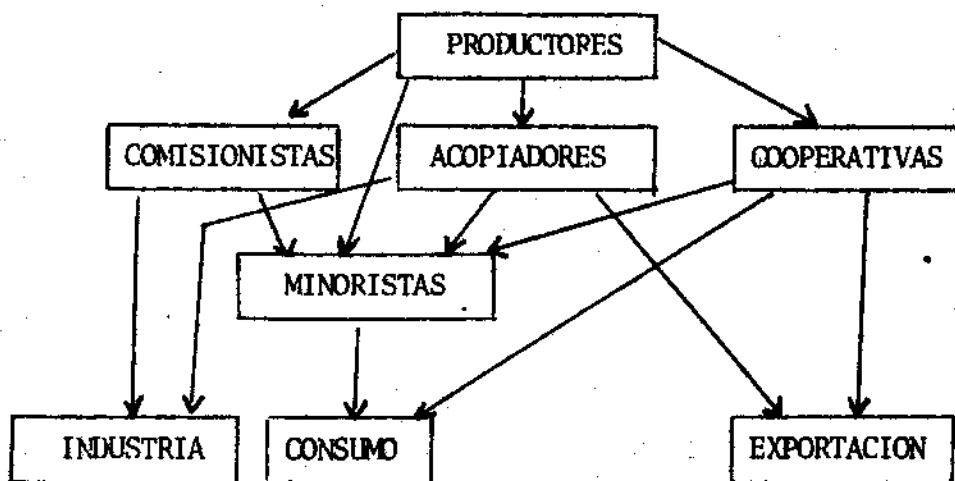 PRODUCTORES
COMISIONISTAS ACOPIADORES COOPERATIVAS
MINORISTAS
INDUSTRIA CONSUMO EXPORTACION